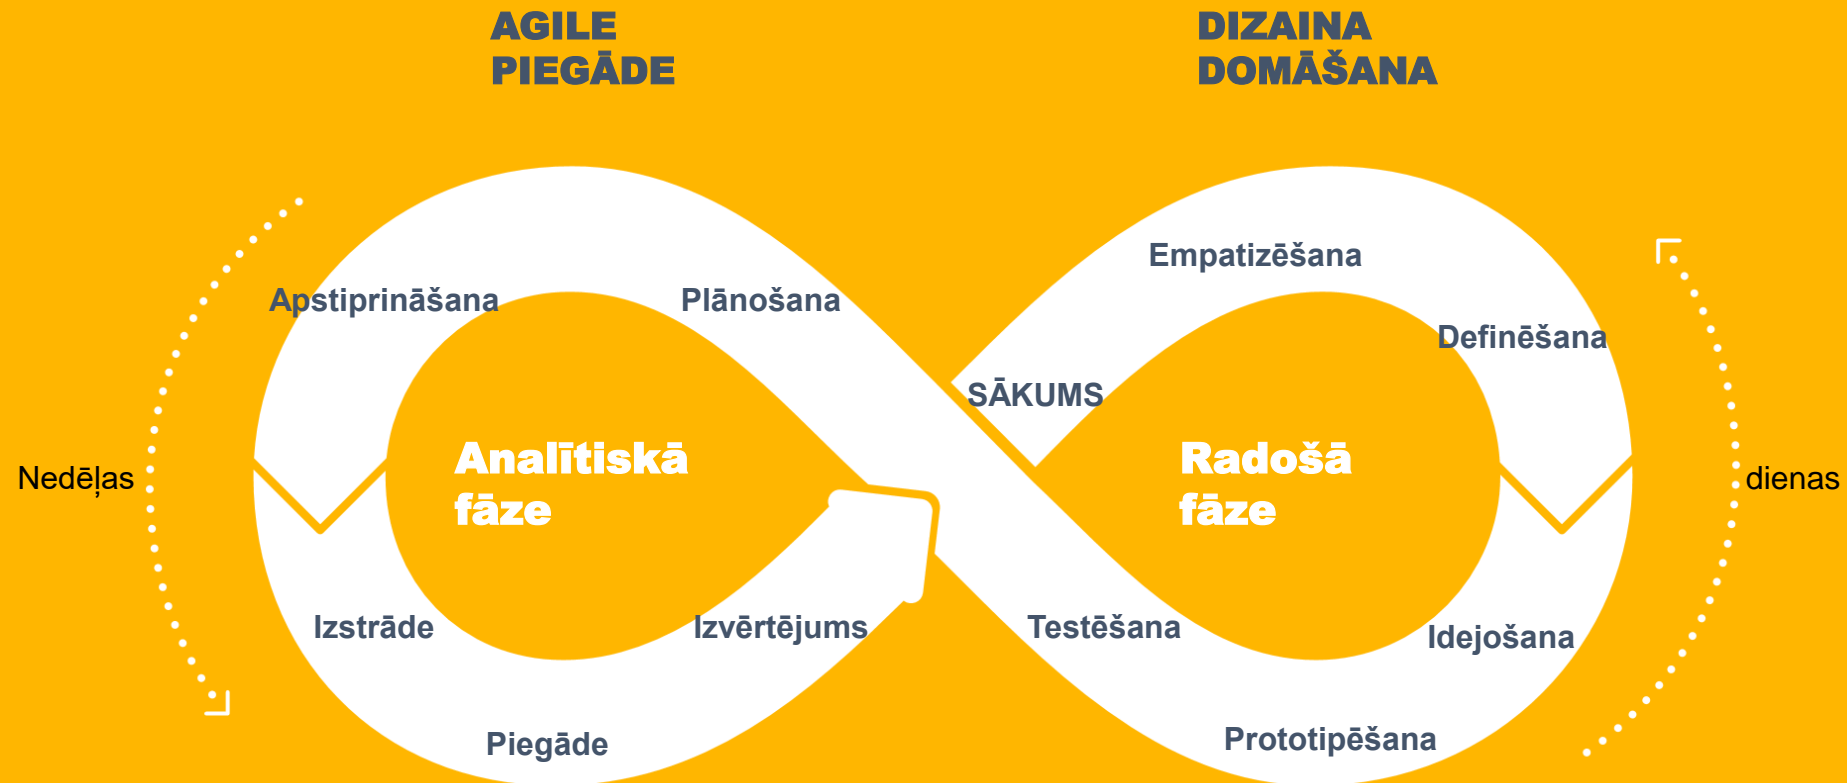 AGILE
PIEGĀDE
DIZAINA
DOMĀŠANA
Empatizēšana
Apstiprināšana
Plānošana
Definēšana
SĀKUMS
Analītiskā
fāze
Radošā
fāze
Nedēļas
dienas
Izstrāde
Izvērtējums
Testēšana
Idejošana
Piegāde
Prototipēšana